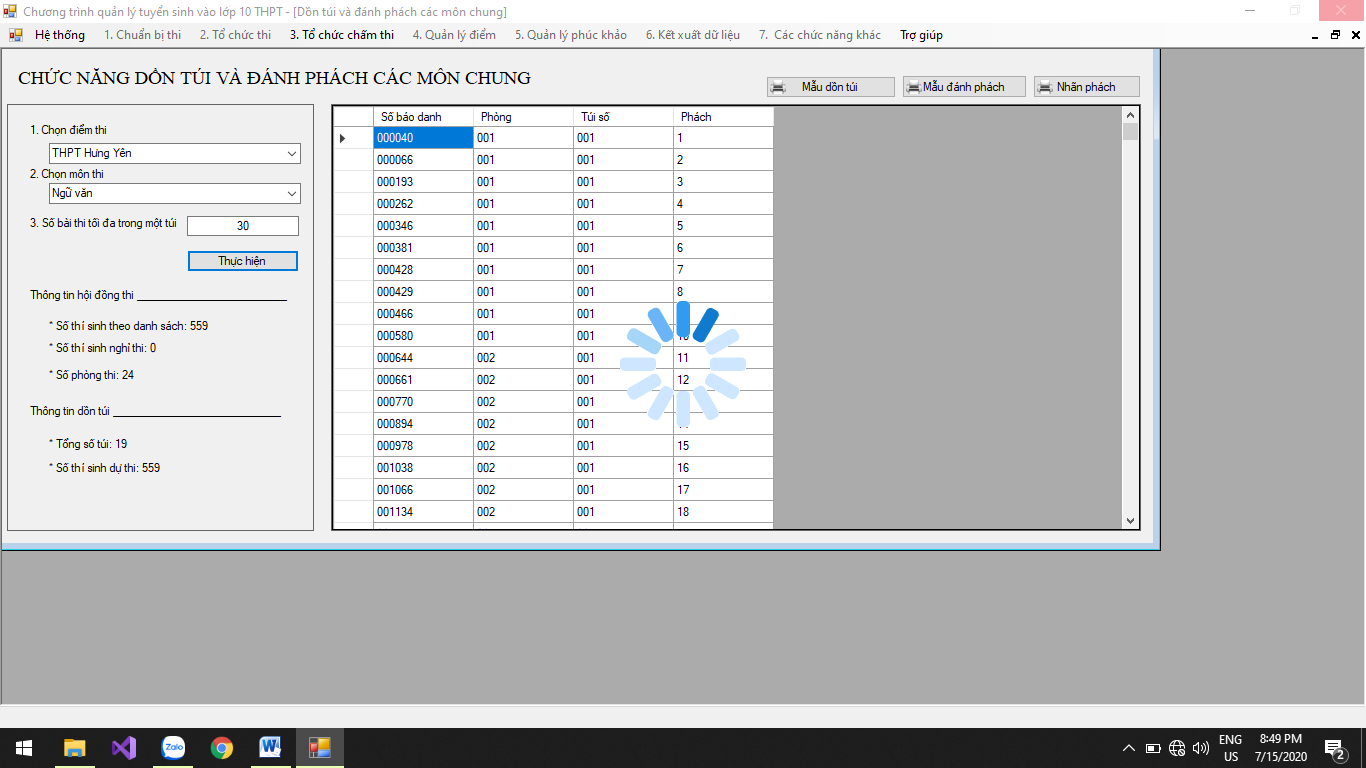 Chương trình quản lý tuyển sinh vào lớp 10 THPT - [Dồn túi và đánh phách các môn chung]
Hệ thống 1. Chuẩn bị thi 2. Tổ chức thi 3. Tổ chức chấm thi 4. Quản lý điểm 5. Quản lý phúc khảo 6. Kết xuất dữ liệu 7. Các chức năng khác Trợ giúp
CHỨC NĂNG DỒN TÚI VÀ ĐÁNH PHÁCH CÁC MÔN CHUNG
Mẫu dồn túi Mẫu đánh phách Nhãn phách
1. Chọn điểm thi
THPT Hưng Yên
2. Chọn môn thi
Ngữ văn
3. Số bài thi tối đa trong một túi 30
Thực hiện
Thông tin hội đồng thi
* Số thí sinh theo danh sách: 559
* Số thí sinh nghỉ thi: 0
* Số phòng thi: 24
Thông tin dồn túi
* Tổng số túi: 19
* Số thí sinh dự thi: 559
Số báo danh Phòng Túi số Phách
000040 001 001 1
000066 001 001 2
000193 001 001 3
000262 001 001 4
000346 001 001 5
000381 001 001 6
000428 001 001 7
000429 001 001 8
000466 001 001
000580 001 001
000644 002 001 11
000661 002 001 12
000770 002 001
000894 002 001
000978 002 001 15
001038 002 001 16
001066 002 001 17
001134 002 001 18
Zalo
ENG
US
8:49 PM
7/15/2020
2